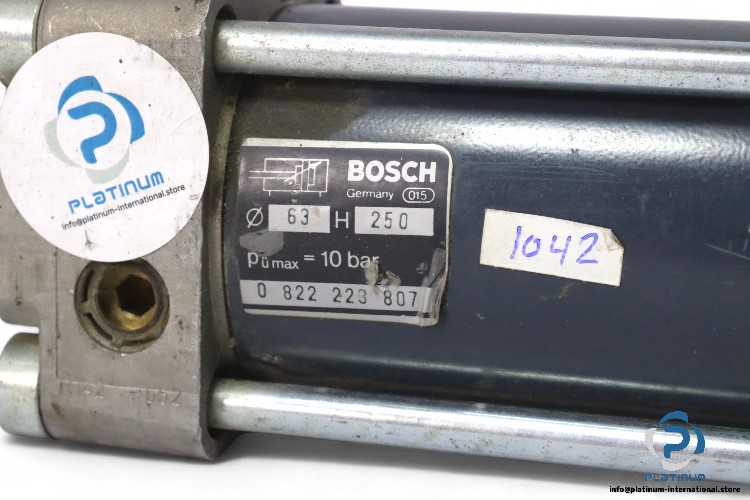 PLATINUM
info@platinum-international.store
BOSCH
Germany 015
Ø 63 H 250
pü max = 10 bar
0 822 223 807
1042
PLATINUM
info@platinum-international.store